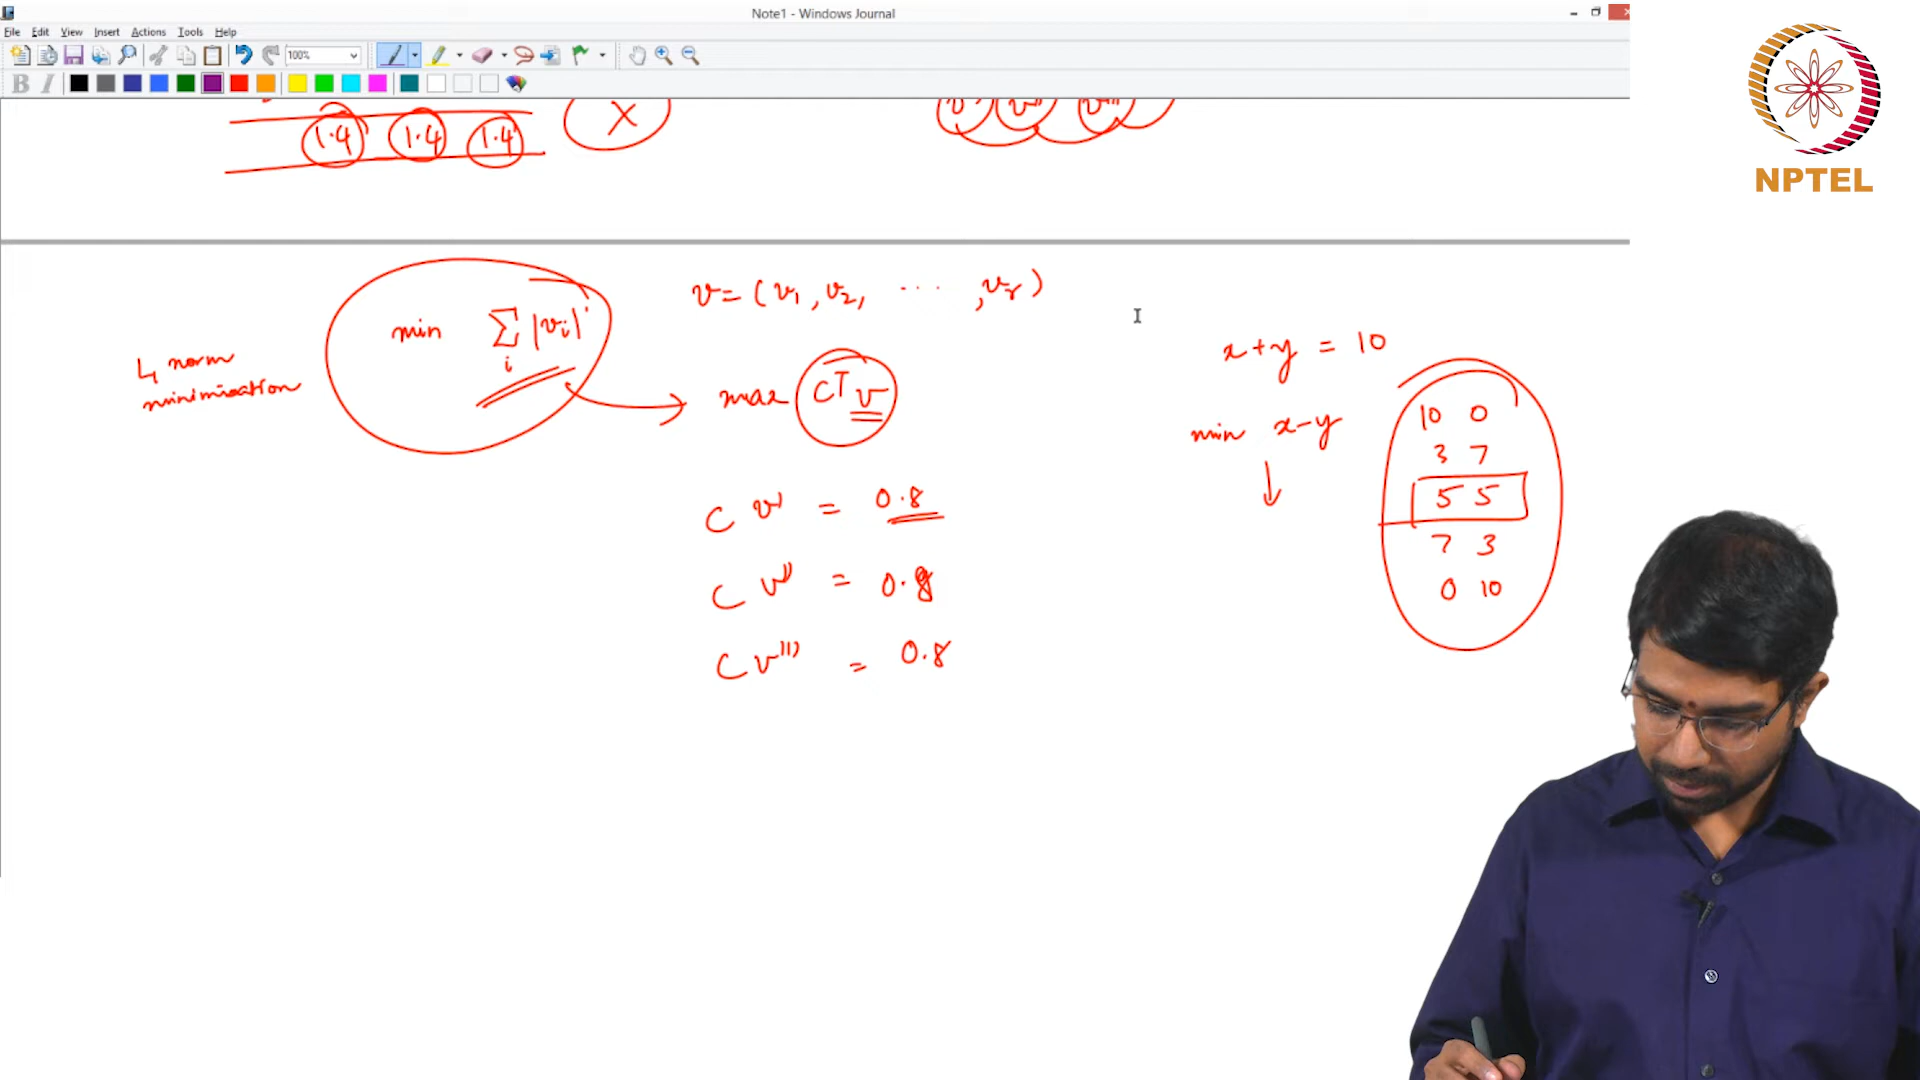 Note1 - Windows Journal
File Edit View Insert Actions Tools Help
100%
B I
1.4 1.4 1.4 X
NPTEL
v = (v1, v2, ... , vr)
min Σ |vi|
i
L1 norm
minimisation
max CT v
C v' = 0.8
C v'' = 0.8
C v''' = 0.8
x+y = 10
min x-y
10 0
3 7
5 5
7 3
0 10